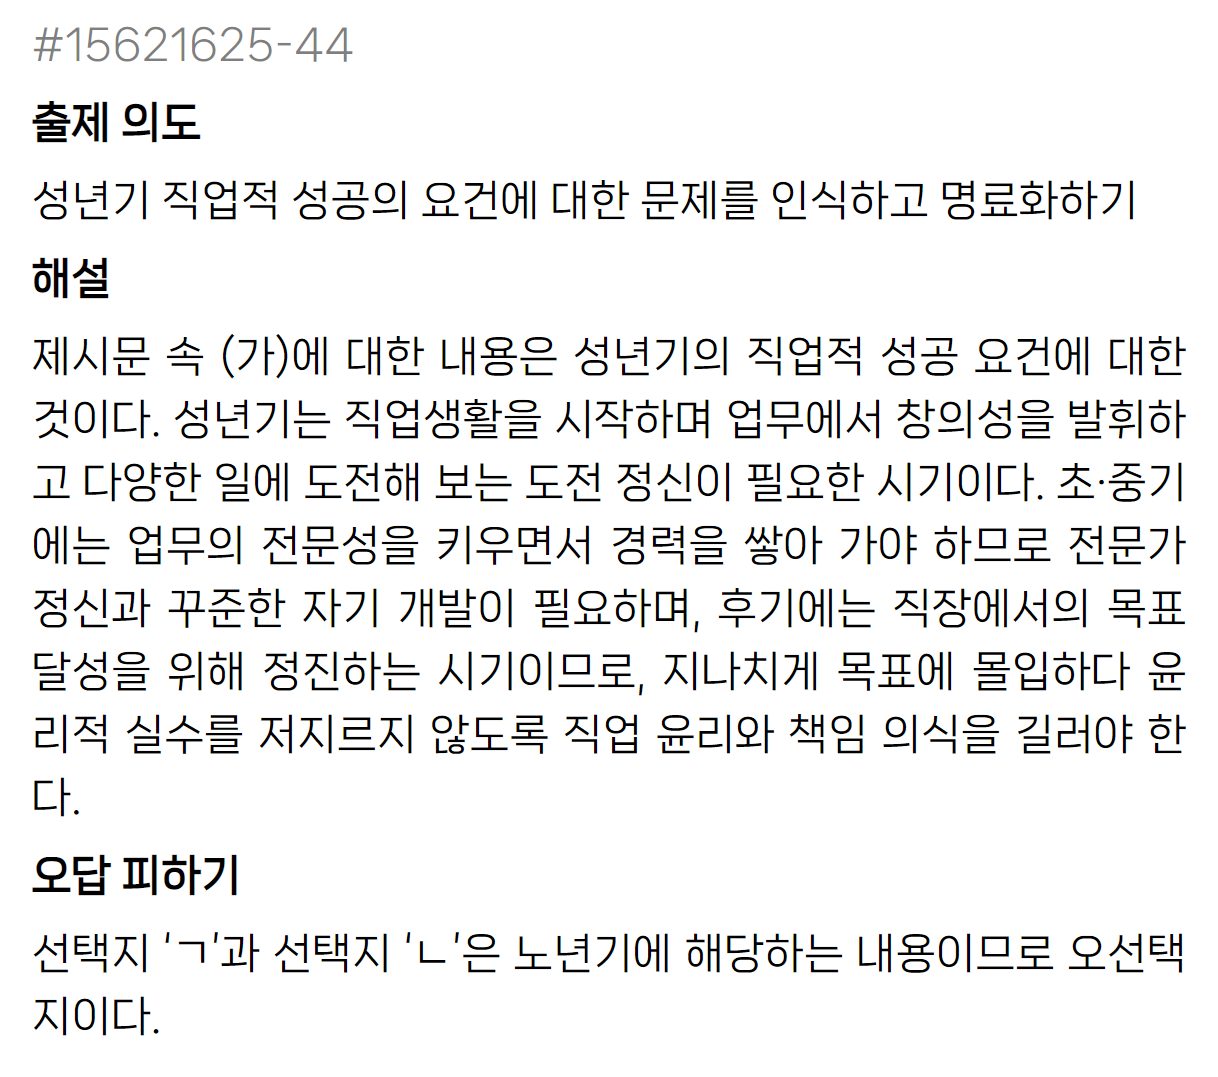 #15621625-44
출제 의도
성년기 직업적 성공의 요건에 대한 문제를 인식하고 명료화하기
해설
제시문 속 (가)에 대한 내용은 성년기의 직업적 성공 요건에 대한
것이다. 성년기는 직업생활을 시작하며 업무에서 창의성을 발휘하
고 다양한 일에 도전해 보는 도전 정신이 필요한 시기이다. 초·중기
에는 업무의 전문성을 키우면서 경력을 쌓아 가야 하므로 전문가
정신과 꾸준한 자기 개발이 필요하며, 후기에는 직장에서의 목표
달성을 위해 정진하는 시기이므로, 지나치게 목표에 몰입하다 윤
리적 실수를 저지르지 않도록 직업 윤리와 책임 의식을 길러야 한
다.
오답 피하기
선택지 'ㄱ'과 선택지 'ㄴ'은 노년기에 해당하는 내용이므로 오선택
지이다.